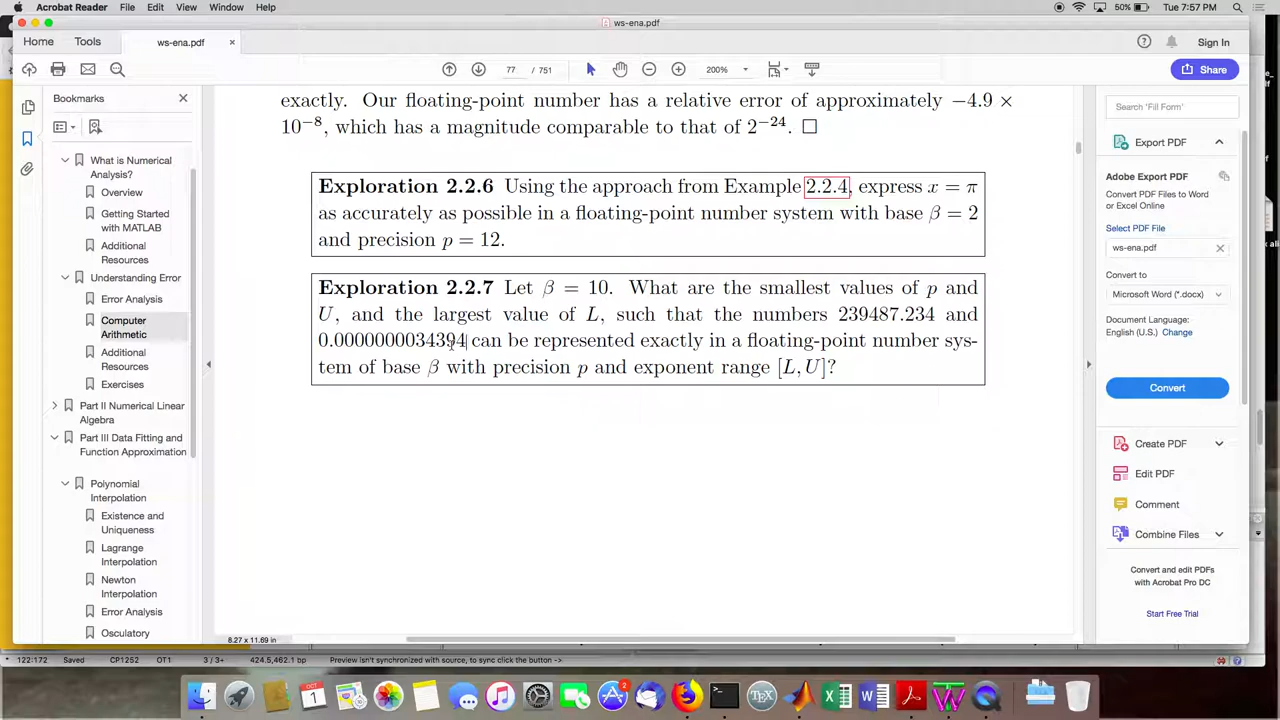 Acrobat Reader File Edit View Window Help 50% Tue 7:57 PM
ws-ena.pdf
Home Tools ws-ena.pdf × Sign In
77 / 751 200% Share
Bookmarks
What is Numerical
Analysis?
Overview
Getting Started
with MATLAB
Additional
Resources
Understanding Error
Error Analysis
Computer
Arithmetic
Additional
Resources
Exercises
Part II Numerical Linear
Algebra
Part III Data Fitting and
Function Approximation
Polynomial
Interpolation
Existence and
Uniqueness
Lagrange
Interpolation
Newton
Interpolation
Error Analysis
Osculatory
exactly. Our floating-point number has a relative error of approximately −4.9 ×
10⁻⁸, which has a magnitude comparable to that of 2⁻²⁴. □
Exploration 2.2.6 Using the approach from Example 2.2.4, express x = π
as accurately as possible in a floating-point number system with base β = 2
and precision p = 12.
Exploration 2.2.7 Let β = 10. What are the smallest values of p and
U, and the largest value of L, such that the numbers 239487.234 and
0.0000000034394 can be represented exactly in a floating-point number sys-
tem of base β with precision p and exponent range [L, U]?
8.27 x 11.69 in
Search 'Fill Form'
Export PDF
Adobe Export PDF
Convert PDF Files to Word
or Excel Online
Select PDF File
ws-ena.pdf
Convert to
Microsoft Word (*.docx)
Document Language:
English (U.S.) Change
Convert
Create PDF
Edit PDF
Comment
Combine Files
Convert and edit PDFs
with Acrobat Pro DC
Start Free Trial
122:172 Saved CP1252 OT1 3 / 3+ 424.5,462.1 bp Preview isn't synchronized with source, to sync click the button ->
OCT
1
2
TEX